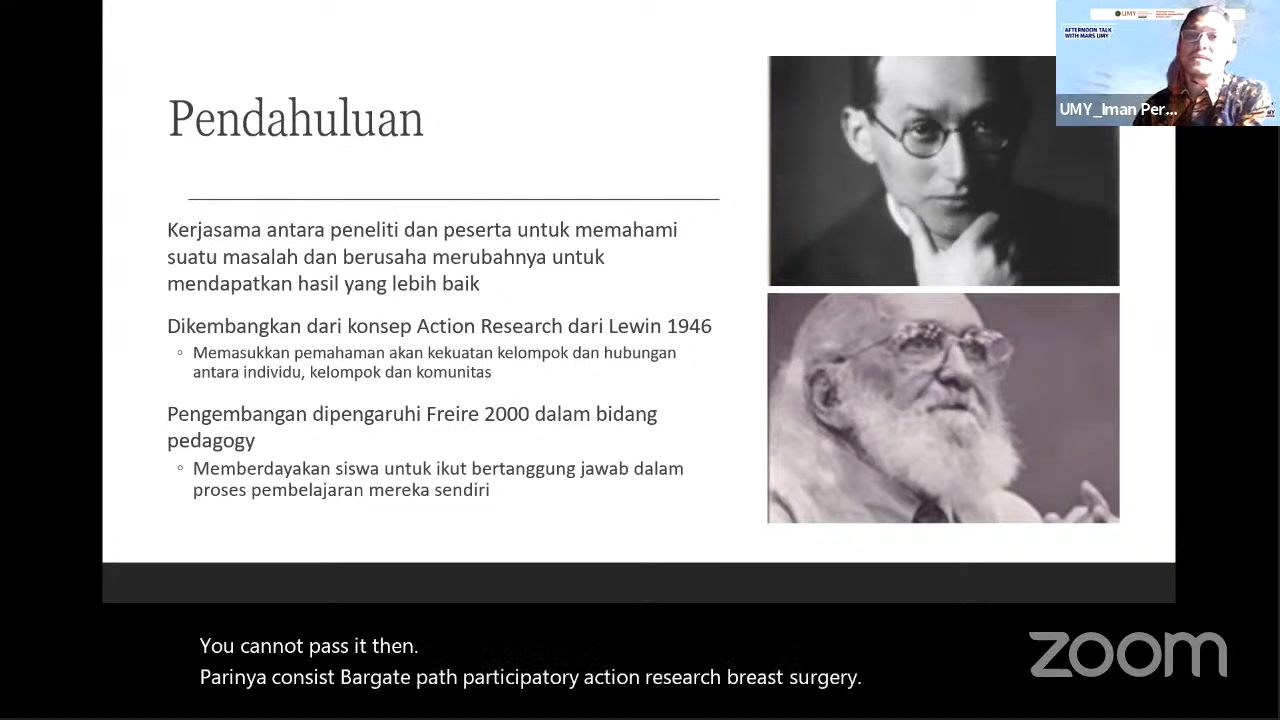 UMY
AFTERNOON TALK
WITH MARS UMY
UMY_Iman Per...
Pendahuluan
Kerjasama antara peneliti dan peserta untuk memahami
suatu masalah dan berusaha merubahnya untuk
mendapatkan hasil yang lebih baik
Dikembangkan dari konsep Action Research dari Lewin 1946
◦ Memasukkan pemahaman akan kekuatan kelompok dan hubungan
antara individu, kelompok dan komunitas
Pengembangan dipengaruhi Freire 2000 dalam bidang
pedagogy
◦ Memberdayakan siswa untuk ikut bertanggung jawab dalam
proses pembelajaran mereka sendiri
You cannot pass it then.
Parinya consist Bargate path participatory action research breast surgery.
zoom